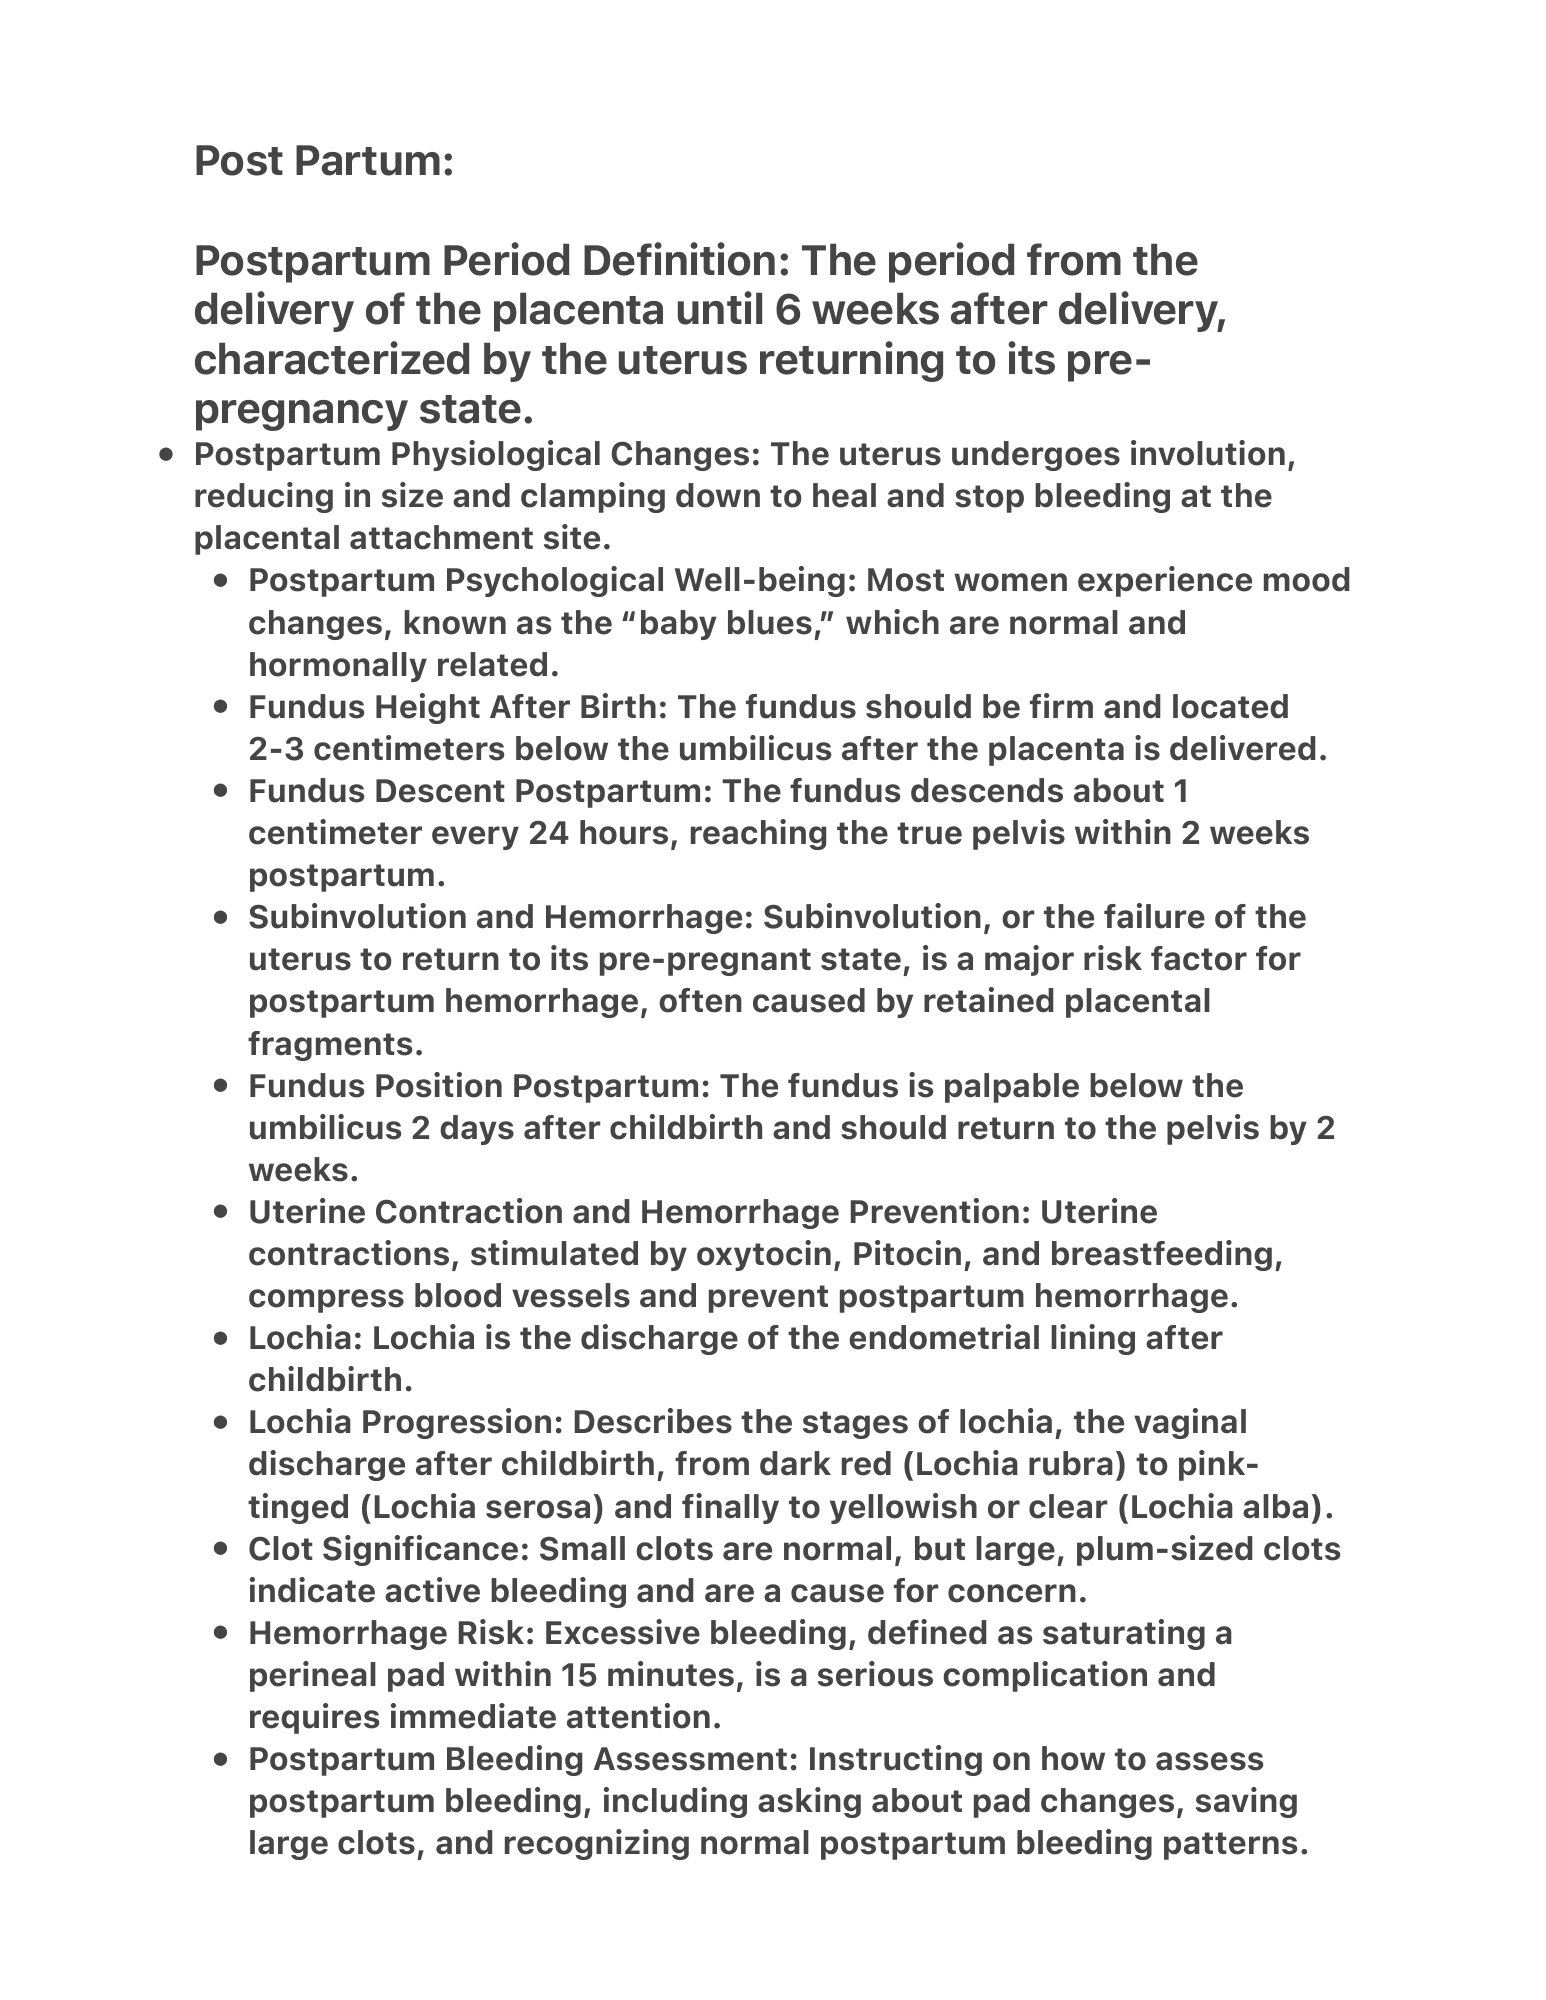 Post Partum:
Postpartum Period Definition: The period from the
delivery of the placenta until 6 weeks after delivery,
characterized by the uterus returning to its pre-
pregnancy state.
• Postpartum Physiological Changes: The uterus undergoes involution,
reducing in size and clamping down to heal and stop bleeding at the
placental attachment site.
• Postpartum Psychological Well-being: Most women experience mood
changes, known as the “baby blues,” which are normal and
hormonally related.
• Fundus Height After Birth: The fundus should be firm and located
2-3 centimeters below the umbilicus after the placenta is delivered.
• Fundus Descent Postpartum: The fundus descends about 1
centimeter every 24 hours, reaching the true pelvis within 2 weeks
postpartum.
• Subinvolution and Hemorrhage: Subinvolution, or the failure of the
uterus to return to its pre-pregnant state, is a major risk factor for
postpartum hemorrhage, often caused by retained placental
fragments.
• Fundus Position Postpartum: The fundus is palpable below the
umbilicus 2 days after childbirth and should return to the pelvis by 2
weeks.
• Uterine Contraction and Hemorrhage Prevention: Uterine
contractions, stimulated by oxytocin, Pitocin, and breastfeeding,
compress blood vessels and prevent postpartum hemorrhage.
• Lochia: Lochia is the discharge of the endometrial lining after
childbirth.
• Lochia Progression: Describes the stages of lochia, the vaginal
discharge after childbirth, from dark red (Lochia rubra) to pink-
tinged (Lochia serosa) and finally to yellowish or clear (Lochia alba).
• Clot Significance: Small clots are normal, but large, plum-sized clots
indicate active bleeding and are a cause for concern.
• Hemorrhage Risk: Excessive bleeding, defined as saturating a
perineal pad within 15 minutes, is a serious complication and
requires immediate attention.
• Postpartum Bleeding Assessment: Instructing on how to assess
postpartum bleeding, including asking about pad changes, saving
large clots, and recognizing normal postpartum bleeding patterns.